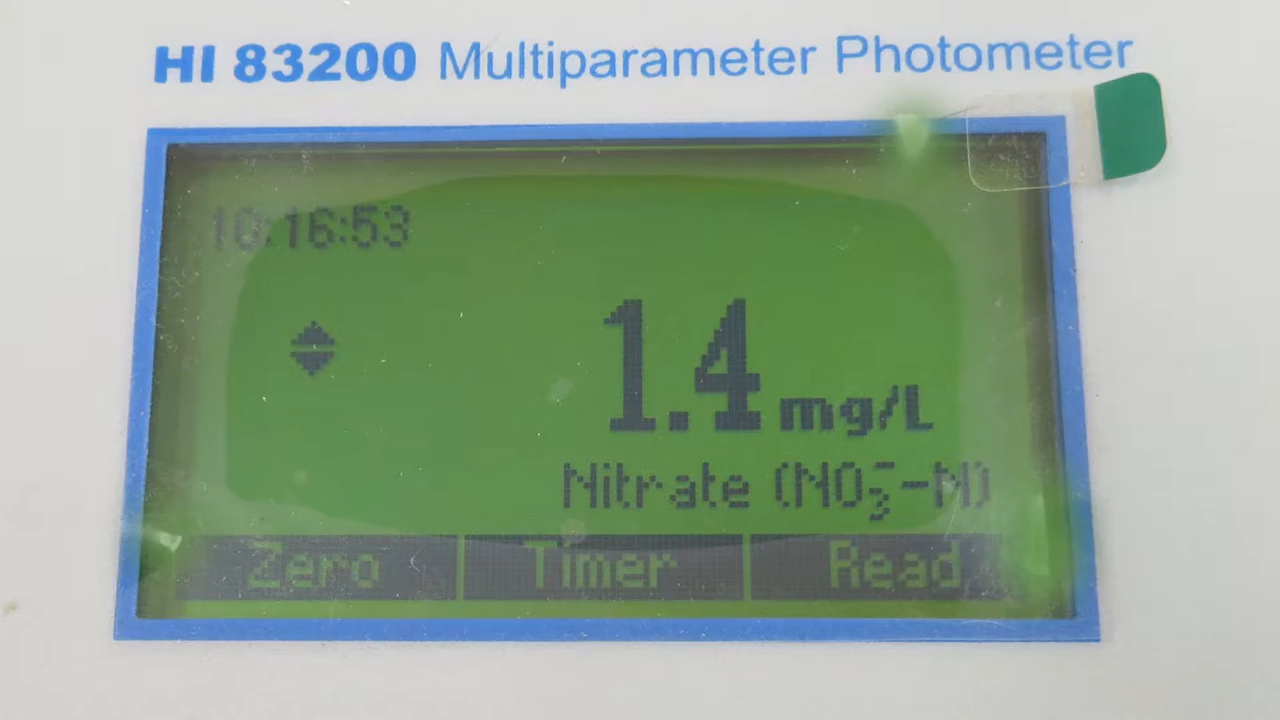 HI 83200 Multiparameter Photometer
10:16:53
1.4 mg/L
Nitrate (NO₃⁻-N)
Zero Timer Read